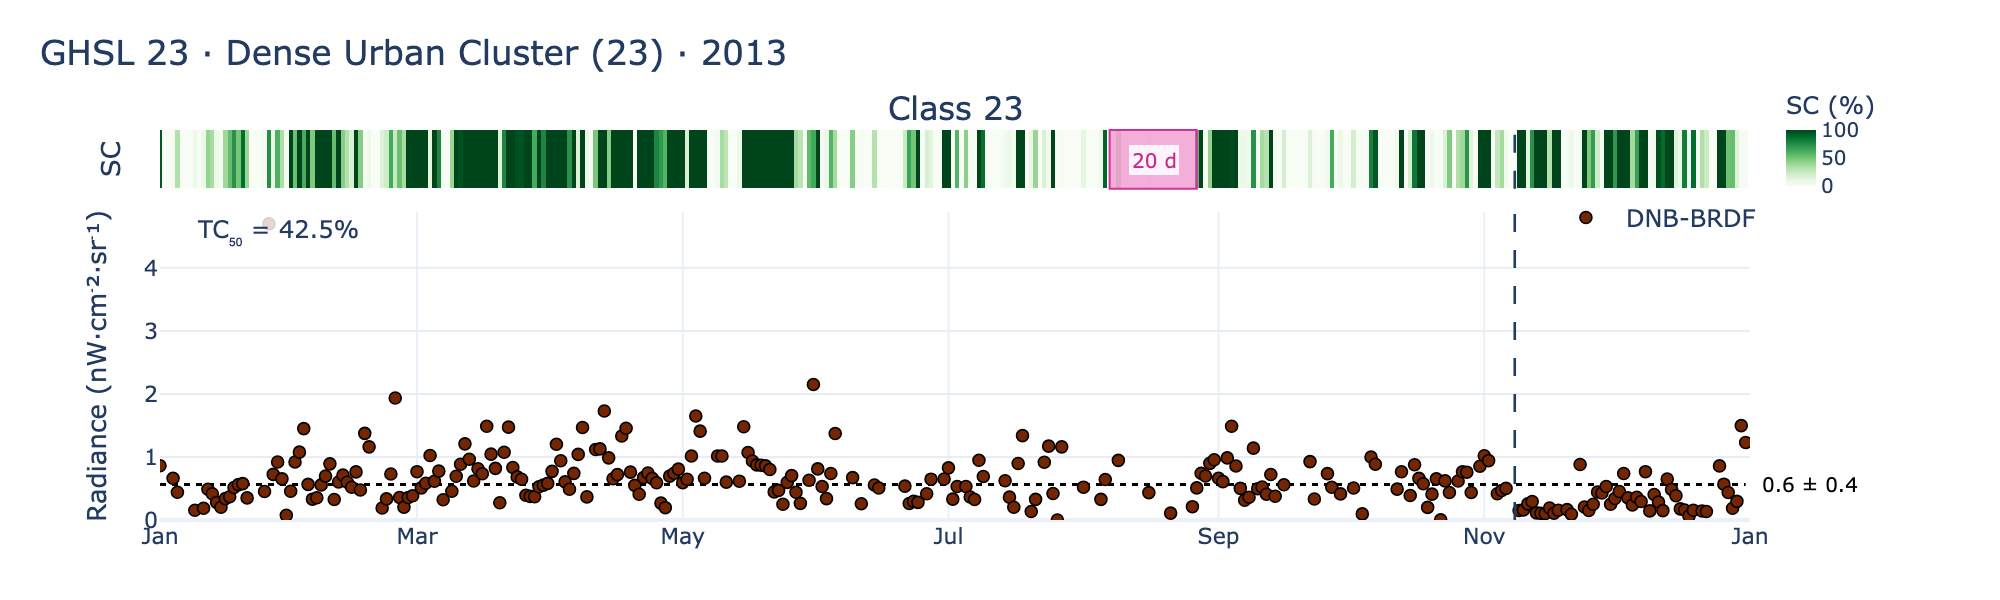 GHSL 23 · Dense Urban Cluster (23) · 2013
Class 23
SC (%)
SC
20 d
100
50
0
Radiance (nW·cm⁻²·sr⁻¹)
TC₅₀ = 42.5%
DNB-BRDF
4
3
2
1
0
0.6 ± 0.4
Jan Mar May Jul Sep Nov Jan